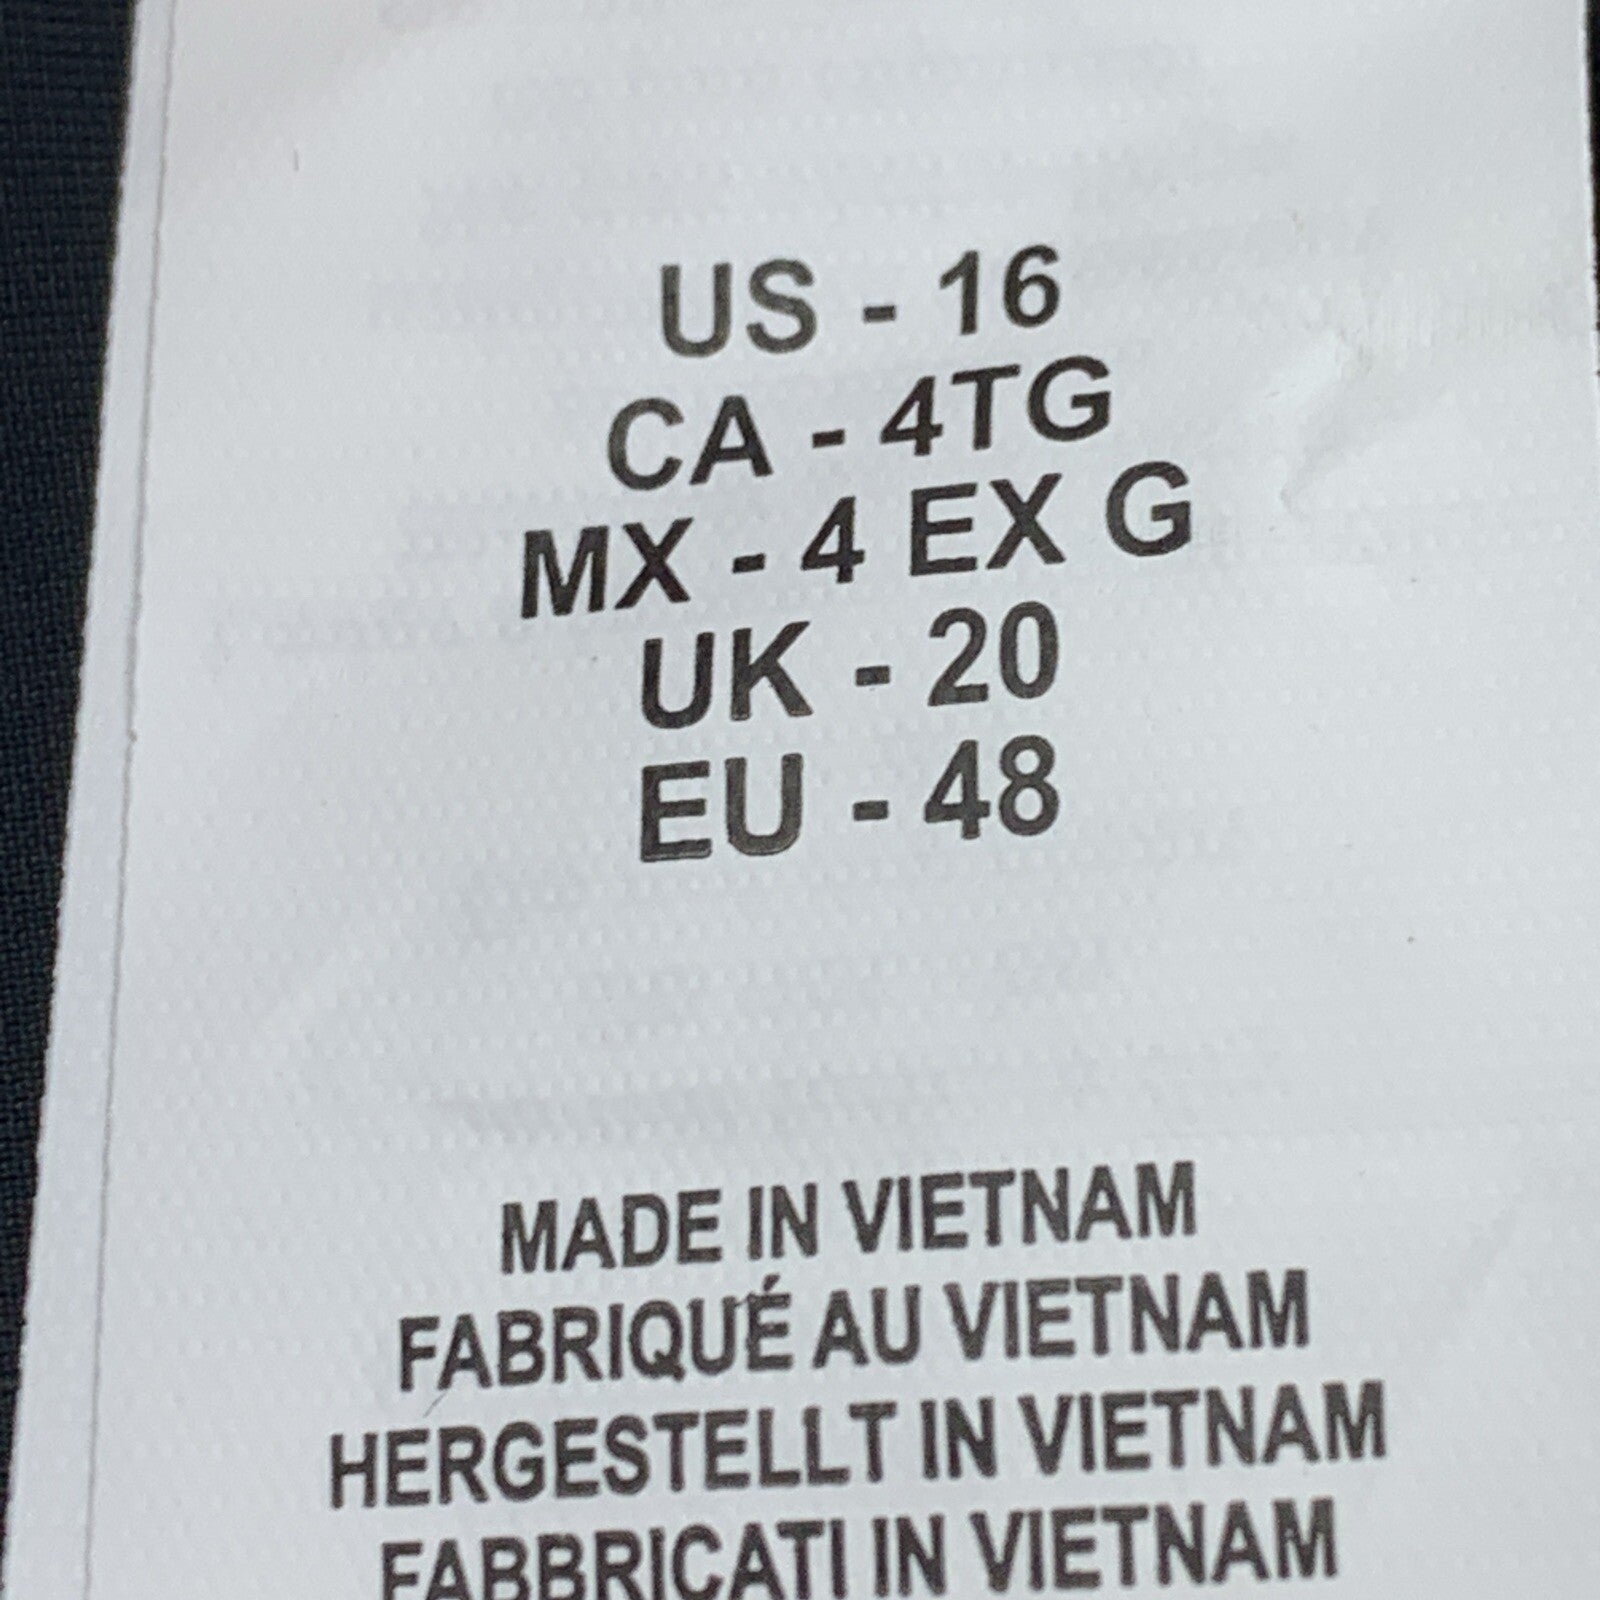 US - 16
CA - 4TG
MX - 4 EX G
UK - 20
EU - 48
MADE IN VIETNAM
FABRIQUÉ AU VIETNAM
HERGESTELLT IN VIETNAM
FABBRICATI IN VIETNAM